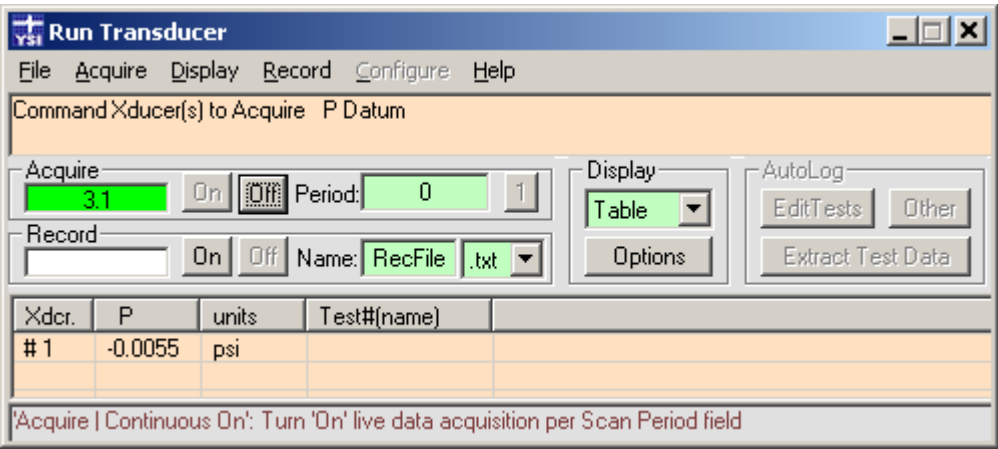 YSI Run Transducer
File Acquire Display Record Configure Help
Command Xducer(s) to Acquire P Datum
Acquire
3.1 On Off Period: 0 1
Record
On Off Name: RecFile .txt
Display
Table
Options
AutoLog
EditTests Other
Extract Test Data
Xdcr. P units Test#(name)
# 1 -0.0055 psi
'Acquire | Continuous On': Turn 'On' live data acquisition per Scan Period field